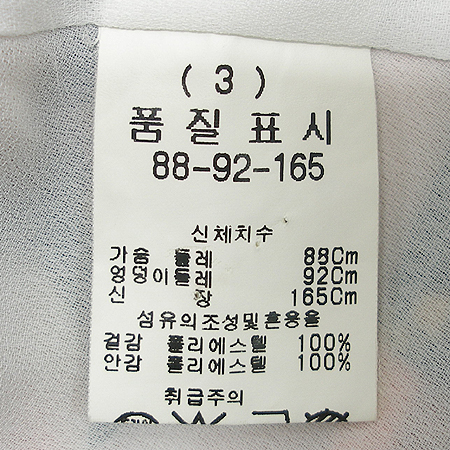 ( 3 )
품 질 표 시
88-92-165
신체치수
가슴 둘레 88Cm
엉덩이둘레 92Cm
신 장 165Cm
섬유의조성및혼용율
겉감 폴리에스텔 100%
안감 폴리에스텔 100%
취급주의